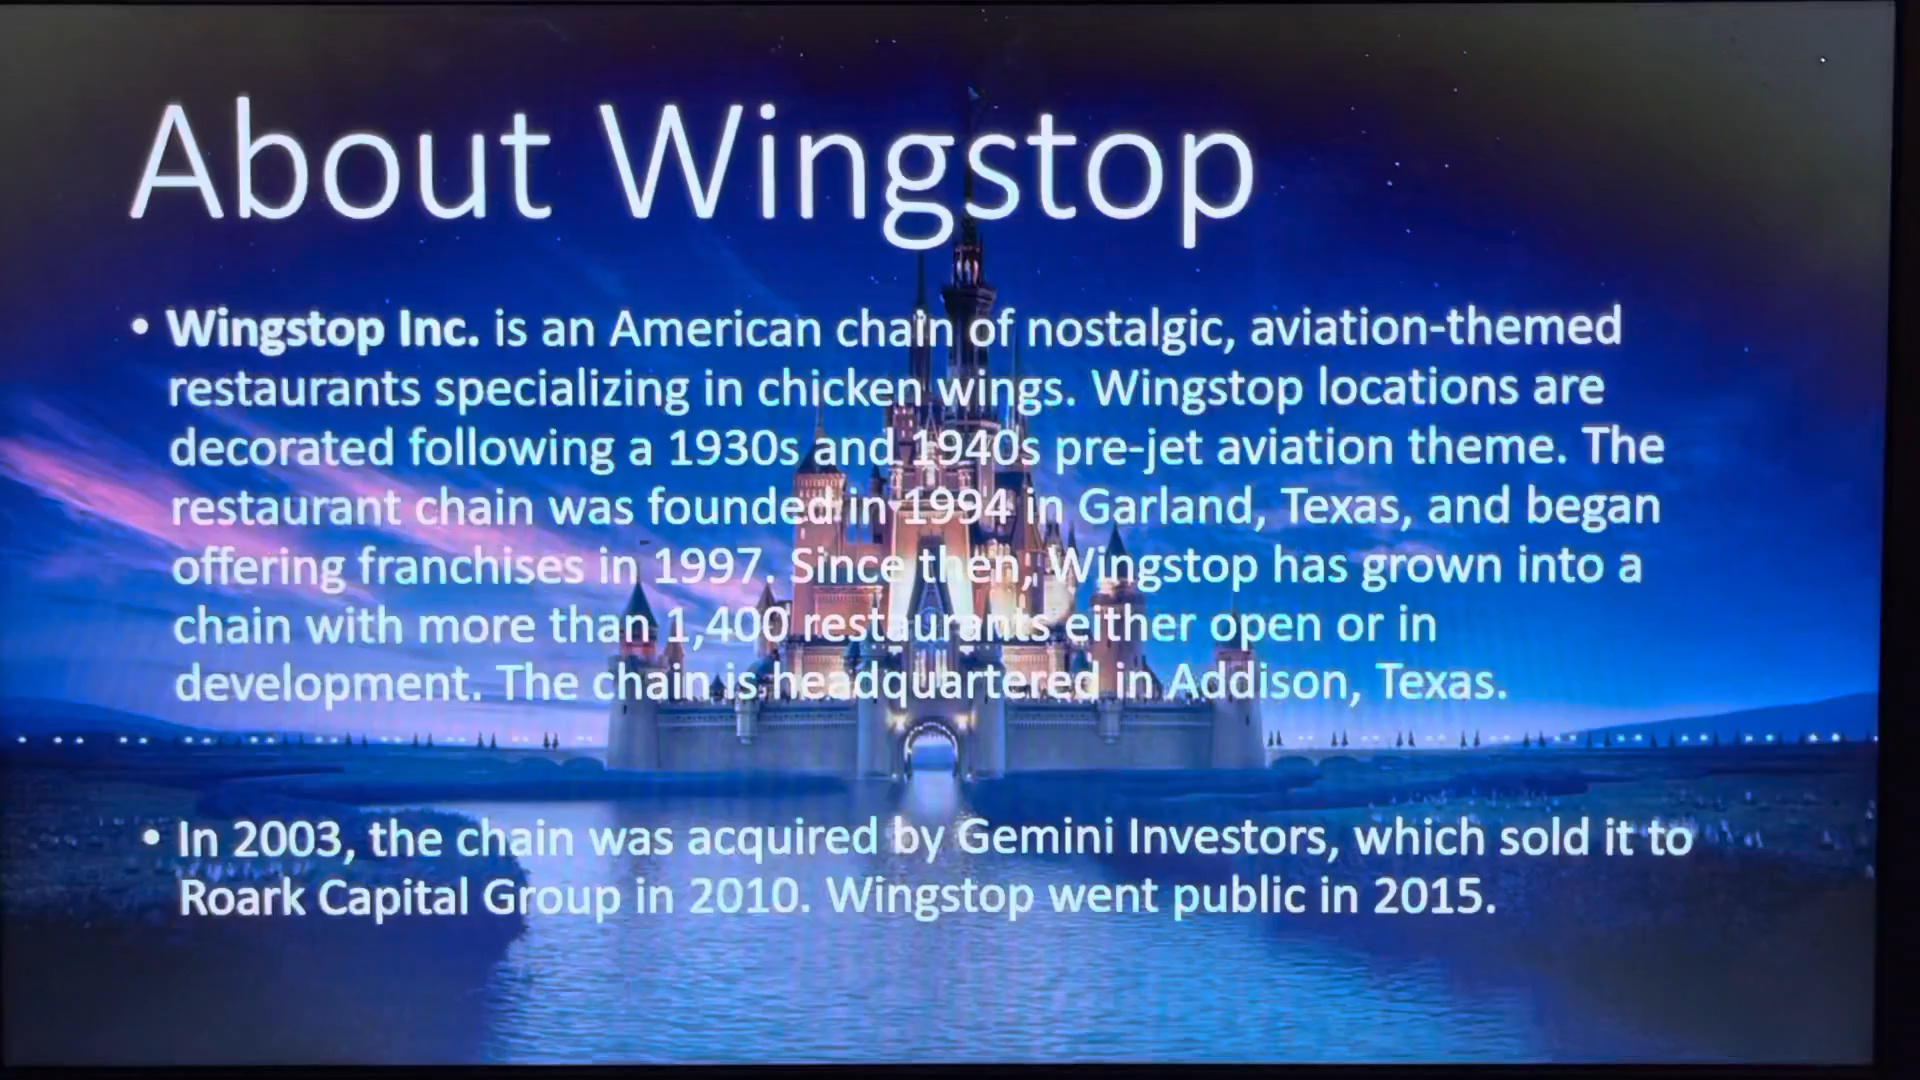 About Wingstop
• Wingstop Inc. is an American chain of nostalgic, aviation-themed
restaurants specializing in chicken wings. Wingstop locations are
decorated following a 1930s and 1940s pre-jet aviation theme. The
restaurant chain was founded in 1994 in Garland, Texas, and began
offering franchises in 1997. Since then, Wingstop has grown into a
chain with more than 1,400 restaurants either open or in
development. The chain is headquartered in Addison, Texas.
• In 2003, the chain was acquired by Gemini Investors, which sold it to
Roark Capital Group in 2010. Wingstop went public in 2015.